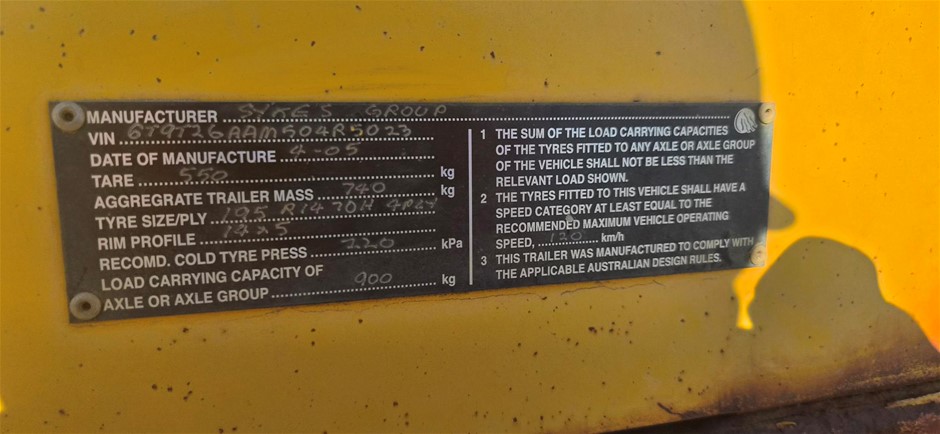 MANUFACTURER SYKES GROUP
VIN 6T9T26AAM504R5023
DATE OF MANUFACTURE 4-05
TARE 550 kg
AGGREGRATE TRAILER MASS 740 kg
TYRE SIZE/PLY 195 R14 70H 4PLY
RIM PROFILE 14x5
RECOMD. COLD TYRE PRESS 220 kPa
LOAD CARRYING CAPACITY OF
AXLE OR AXLE GROUP 900 kg
1 THE SUM OF THE LOAD CARRYING CAPACITIES
OF THE TYRES FITTED TO ANY AXLE OR AXLE GROUP
OF THE VEHICLE SHALL NOT BE LESS THAN THE
RELEVANT LOAD SHOWN.
2 THE TYRES FITTED TO THIS VEHICLE SHALL HAVE A
SPEED CATEGORY AT LEAST EQUAL TO THE
RECOMMENDED MAXIMUM VEHICLE OPERATING
SPEED, 120 km/h
3 THIS TRAILER WAS MANUFACTURED TO COMPLY WITH
THE APPLICABLE AUSTRALIAN DESIGN RULES.